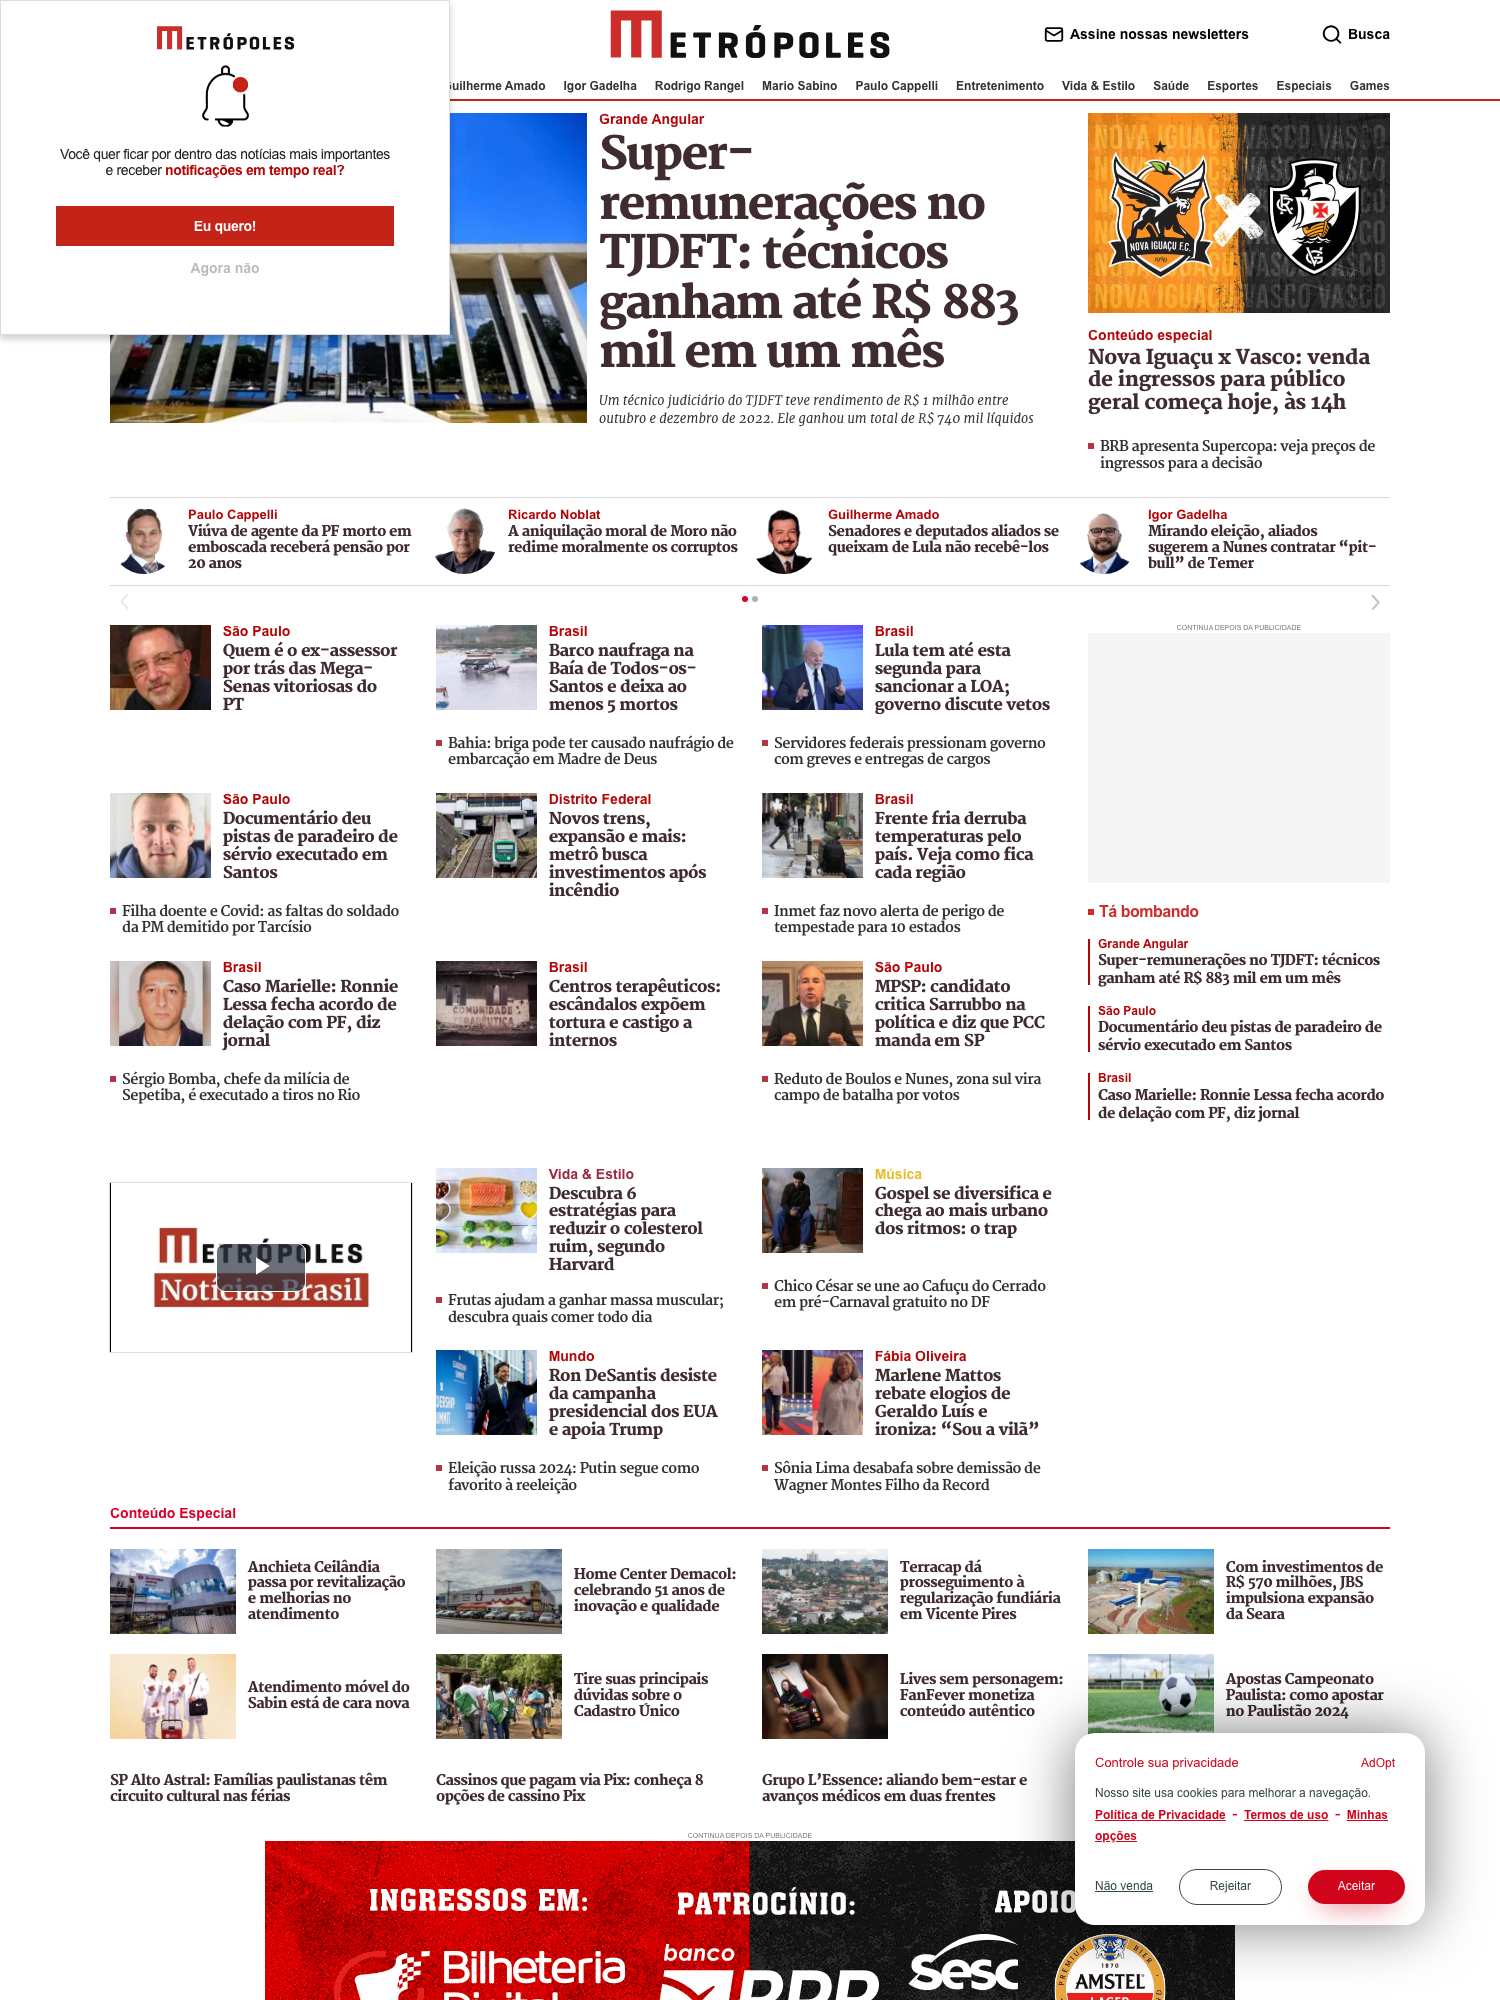 METRÓPOLES
Você quer ficar por dentro das notícias mais importantes
e receber notificações em tempo real?
Eu quero!
Agora não
METRÓPOLES
Assine nossas newsletters
Busca
Guilherme Amado Igor Gadelha Rodrigo Rangel Mario Sabino Paulo Cappelli Entretenimento Vida & Estilo Saúde Esportes Especiais Games
Grande Angular
Super-
remunerações no
TJDFT: técnicos
ganham até R$ 883
mil em um mês
Um técnico judiciário do TJDFT teve rendimento de R$ 1 milhão entre
outubro e dezembro de 2022. Ele ganhou um total de R$ 740 mil líquidos
NOVA IGUAÇU F.C.
Conteúdo especial
Nova Iguaçu x Vasco: venda
de ingressos para público
geral começa hoje, às 14h
BRB apresenta Supercopa: veja preços de
ingressos para a decisão
Paulo Cappelli
Viúva de agente da PF morto em
emboscada receberá pensão por
20 anos
Ricardo Noblat
A aniquilação moral de Moro não
redime moralmente os corruptos
Guilherme Amado
Senadores e deputados aliados se
queixam de Lula não recebê-los
Igor Gadelha
Mirando eleição, aliados
sugerem a Nunes contratar “pit-
bull” de Temer
São Paulo
Quem é o ex-assessor
por trás das Mega-
Senas vitoriosas do
PT
Brasil
Barco naufraga na
Baía de Todos-os-
Santos e deixa ao
menos 5 mortos
Bahia: briga pode ter causado naufrágio de
embarcação em Madre de Deus
Brasil
Lula tem até esta
segunda para
sancionar a LOA;
governo discute vetos
Servidores federais pressionam governo
com greves e entregas de cargos
CONTINUA DEPOIS DA PUBLICIDADE
São Paulo
Documentário deu
pistas de paradeiro de
sérvio executado em
Santos
Filha doente e Covid: as faltas do soldado
da PM demitido por Tarcísio
Distrito Federal
Novos trens,
expansão e mais:
metrô busca
investimentos após
incêndio
Brasil
Frente fria derruba
temperaturas pelo
país. Veja como fica
cada região
Inmet faz novo alerta de perigo de
tempestade para 10 estados
Tá bombando
Grande Angular
Super-remunerações no TJDFT: técnicos
ganham até R$ 883 mil em um mês
São Paulo
Documentário deu pistas de paradeiro de
sérvio executado em Santos
Brasil
Caso Marielle: Ronnie Lessa fecha acordo
de delação com PF, diz jornal
Brasil
Caso Marielle: Ronnie
Lessa fecha acordo de
delação com PF, diz
jornal
Sérgio Bomba, chefe da milícia de
Sepetiba, é executado a tiros no Rio
COMUNIDADE
TERAPÊUTICA
Brasil
Centros terapêuticos:
escândalos expõem
tortura e castigo a
internos
São Paulo
MPSP: candidato
critica Sarrubbo na
política e diz que PCC
manda em SP
Reduto de Boulos e Nunes, zona sul vira
campo de batalha por votos
METRÓPOLES
Notícias Brasil
Vida & Estilo
Descubra 6
estratégias para
reduzir o colesterol
ruim, segundo
Harvard
Frutas ajudam a ganhar massa muscular;
descubra quais comer todo dia
Música
Gospel se diversifica e
chega ao mais urbano
dos ritmos: o trap
Chico César se une ao Cafuçu do Cerrado
em pré-Carnaval gratuito no DF
Mundo
Ron DeSantis desiste
da campanha
presidencial dos EUA
e apoia Trump
Eleição russa 2024: Putin segue como
favorito à reeleição
Fábia Oliveira
Marlene Mattos
rebate elogios de
Geraldo Luís e
ironiza: “Sou a vilã”
Sônia Lima desabafa sobre demissão de
Wagner Montes Filho da Record
Conteúdo Especial
Anchieta Ceilândia
passa por revitalização
e melhorias no
atendimento
Home Center Demacol:
celebrando 51 anos de
inovação e qualidade
Terracap dá
prosseguimento à
regularização fundiária
em Vicente Pires
Com investimentos de
R$ 570 milhões, JBS
impulsiona expansão
da Seara
Atendimento móvel do
Sabin está de cara nova
Tire suas principais
dúvidas sobre o
Cadastro Único
Lives sem personagem:
FanFever monetiza
conteúdo autêntico
Apostas Campeonato
Paulista: como apostar
no Paulistão 2024
SP Alto Astral: Famílias paulistanas têm
circuito cultural nas férias
Cassinos que pagam via Pix: conheça 8
opções de cassino Pix
Grupo L’Essence: aliando bem-estar e
avanços médicos em duas frentes
Controle sua privacidade
AdOpt
Nosso site usa cookies para melhorar a navegação.
Política de Privacidade - Termos de uso - Minhas
opções
Não venda
Rejeitar
Aceitar
CONTINUA DEPOIS DA PUBLICIDADE
INGRESSOS EM:
PATROCÍNIO:
APOIO
Bilheteria
Digital
banco
BRB
Sesc
PREMIUM BIER
1870
AMSTEL
LAGER